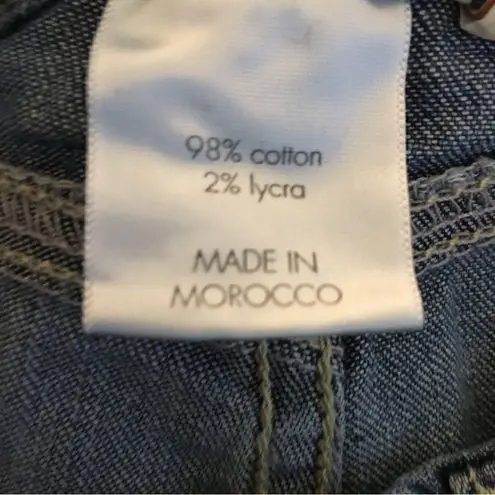 98% cotton
2% lycra
MADE IN
MOROCCO